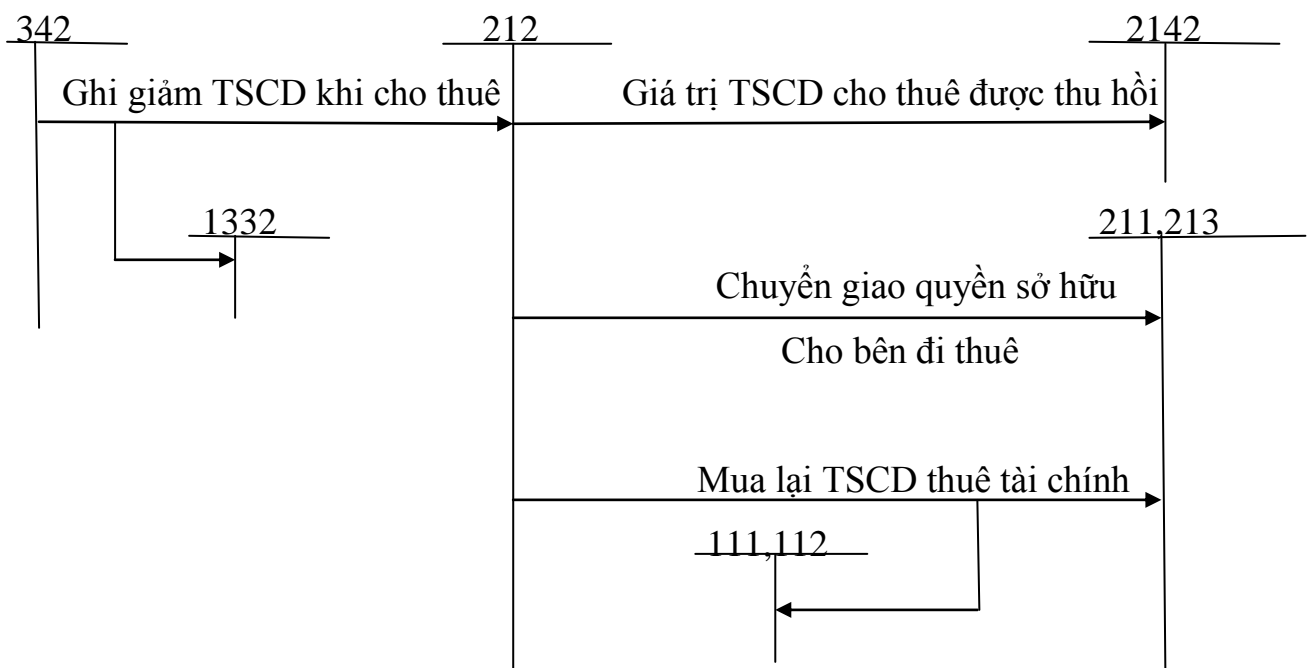 342 212 2142
Ghi giảm TSCD khi cho thuê Giá trị TSCD cho thuê được thu hồi
1332 211,213
Chuyển giao quyền sở hữu
Cho bên đi thuê
Mua lại TSCD thuê tài chính
111,112